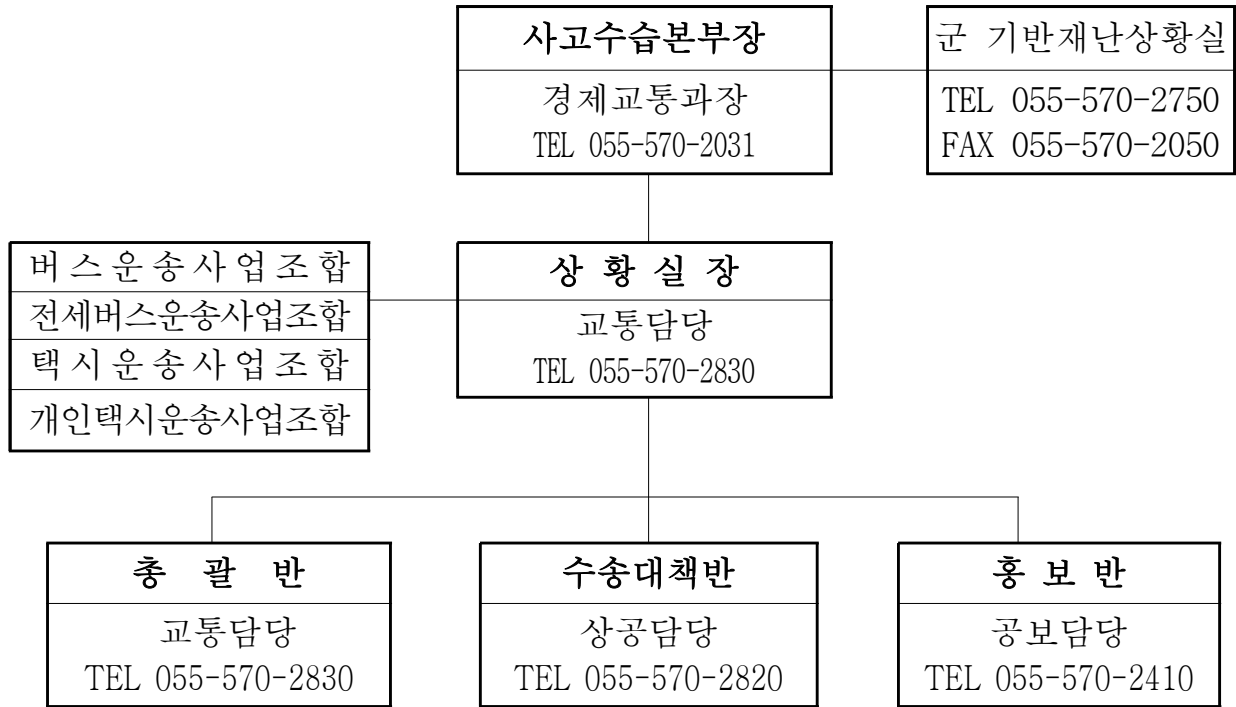 사고수습본부장
경제교통과장
TEL 055-570-2031
군 기반재난상황실
TEL 055-570-2750
FAX 055-570-2050
버스운송사업조합
전세버스운송사업조합
택시운송사업조합
개인택시운송사업조합
상 황 실 장
교통담당
TEL 055-570-2830
총 괄 반
교통담당
TEL 055-570-2830
수송대책반
상공담당
TEL 055-570-2820
홍 보 반
공보담당
TEL 055-570-2410